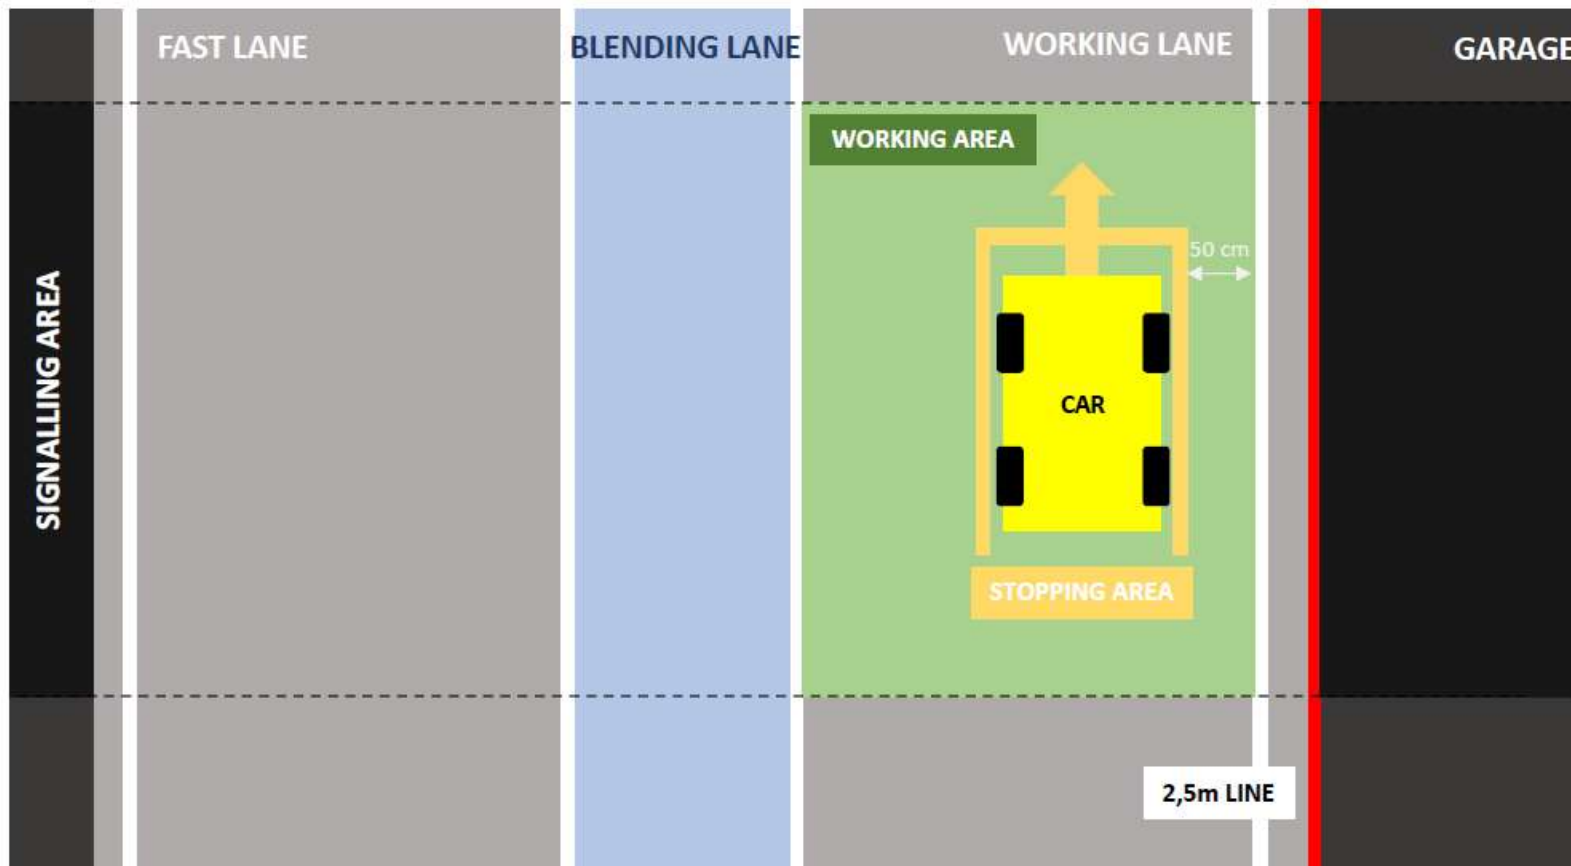 FAST LANE
BLENDING LANE
WORKING LANE
GARAGE
WORKING AREA
50 cm
SIGNALLING AREA
CAR
STOPPING AREA
2,5m LINE